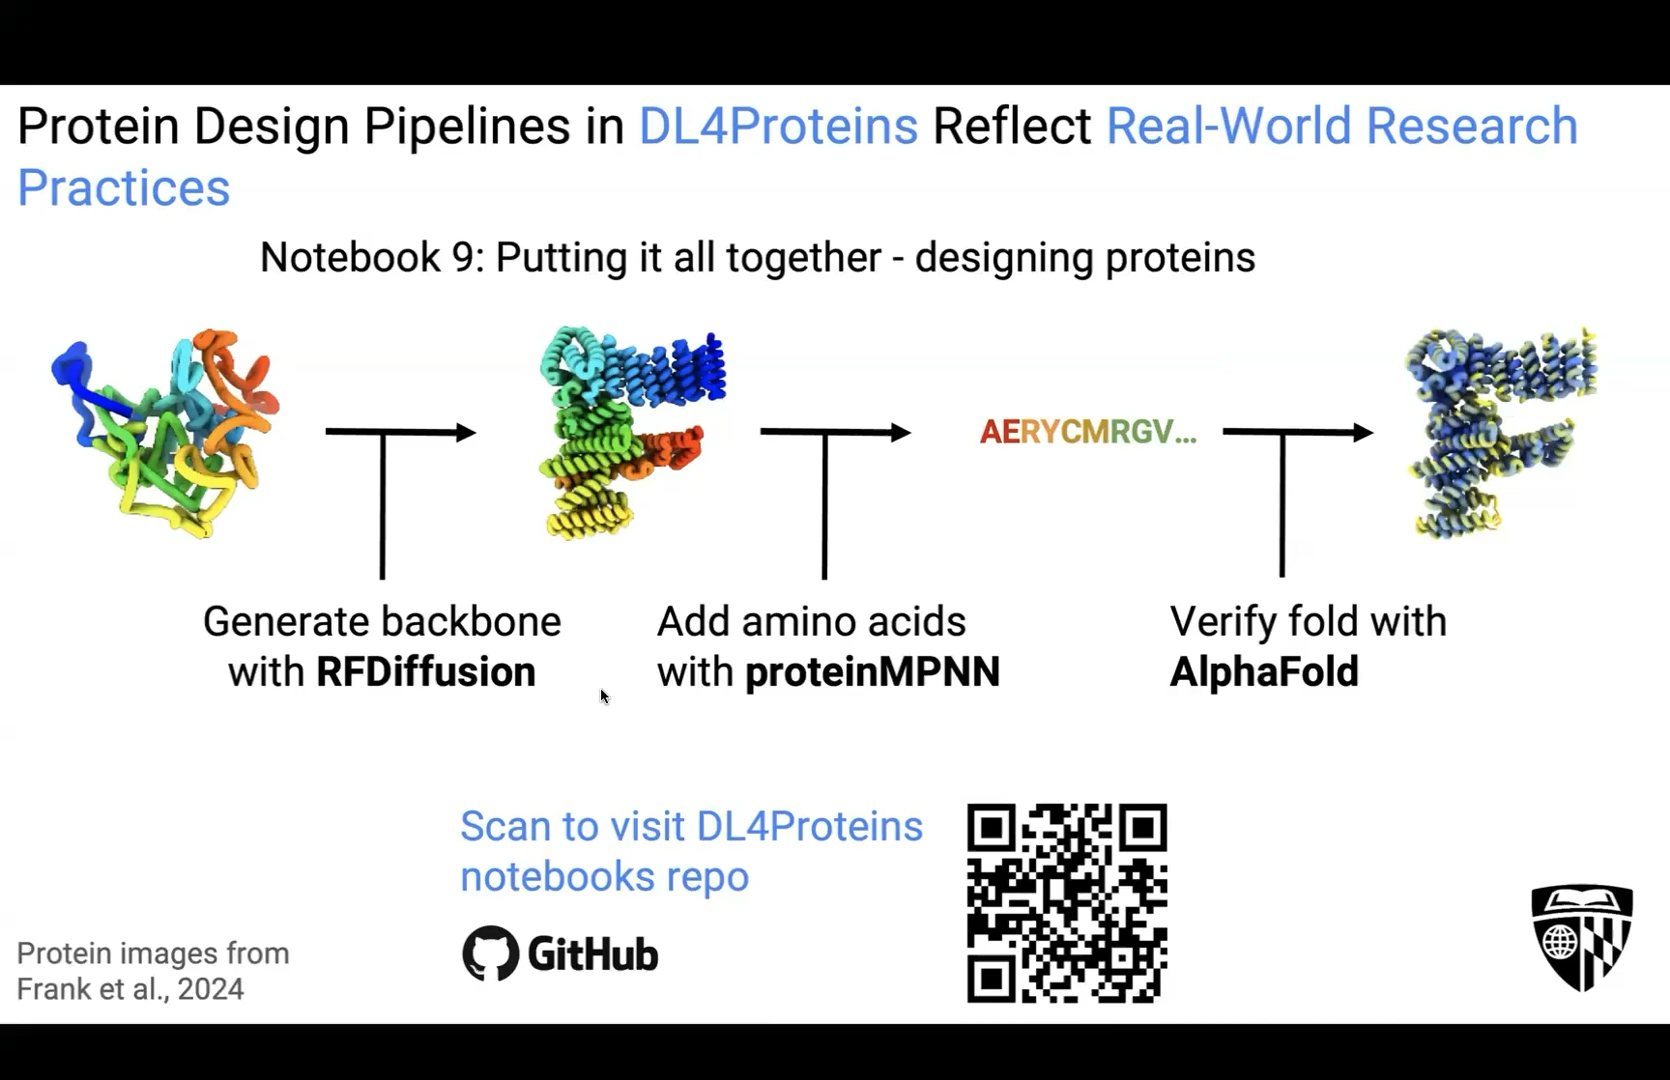 Protein Design Pipelines in DL4Proteins Reflect Real-World Research
Practices
Notebook 9: Putting it all together - designing proteins
AERYCMRGV...
Generate backbone
with RFDiffusion
Add amino acids
with proteinMPNN
Verify fold with
AlphaFold
Scan to visit DL4Proteins
notebooks repo
GitHub
Protein images from
Frank et al., 2024